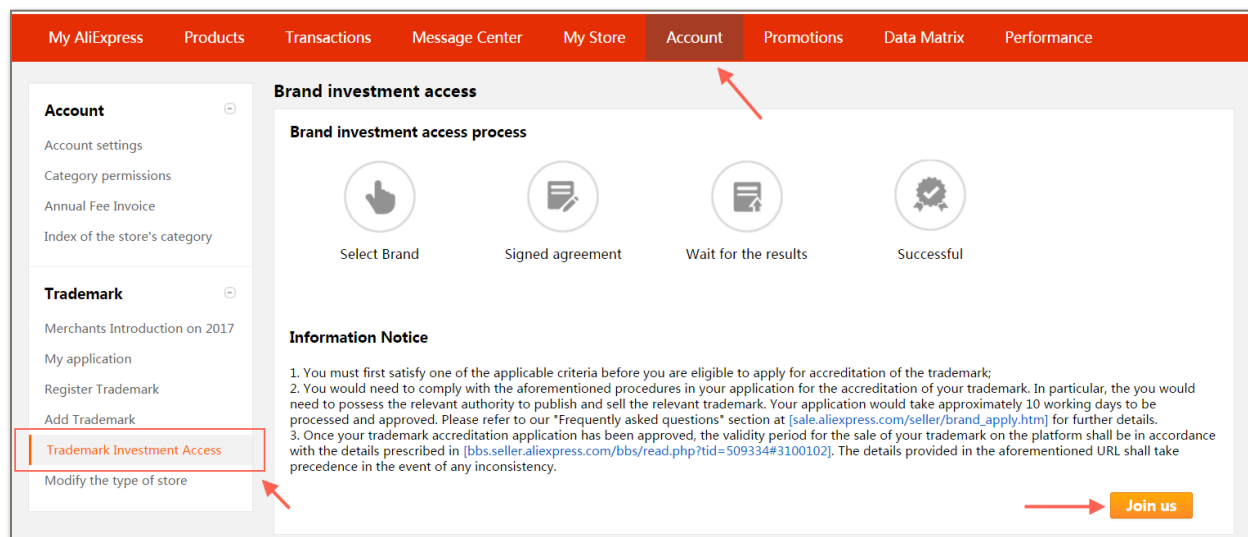 My AliExpress Products Transactions Message Center My Store Account Promotions Data Matrix Performance
Account
Account settings
Category permissions
Annual Fee Invoice
Index of the store's category
Trademark
Merchants Introduction on 2017
My application
Register Trademark
Add Trademark
Trademark Investment Access
Modify the type of store
Brand investment access
Brand investment access process
Select Brand Signed agreement Wait for the results Successful
Information Notice
1. You must first satisfy one of the applicable criteria before you are eligible to apply for accreditation of the trademark;
2. You would need to comply with the aforementioned procedures in your application for the accreditation of your trademark. In particular, the you would
need to possess the relevant authority to publish and sell the relevant trademark. Your application would take approximately 10 working days to be
processed and approved. Please refer to our "Frequently asked questions" section at [sale.aliexpress.com/seller/brand_apply.htm] for further details.
3. Once your trademark accreditation application has been approved, the validity period for the sale of your trademark on the platform shall be in accordance
with the details prescribed in [bbs.seller.aliexpress.com/bbs/read.php?tid=509334#3100102]. The details provided in the aforementioned URL shall take
precedence in the event of any inconsistency.
Join us